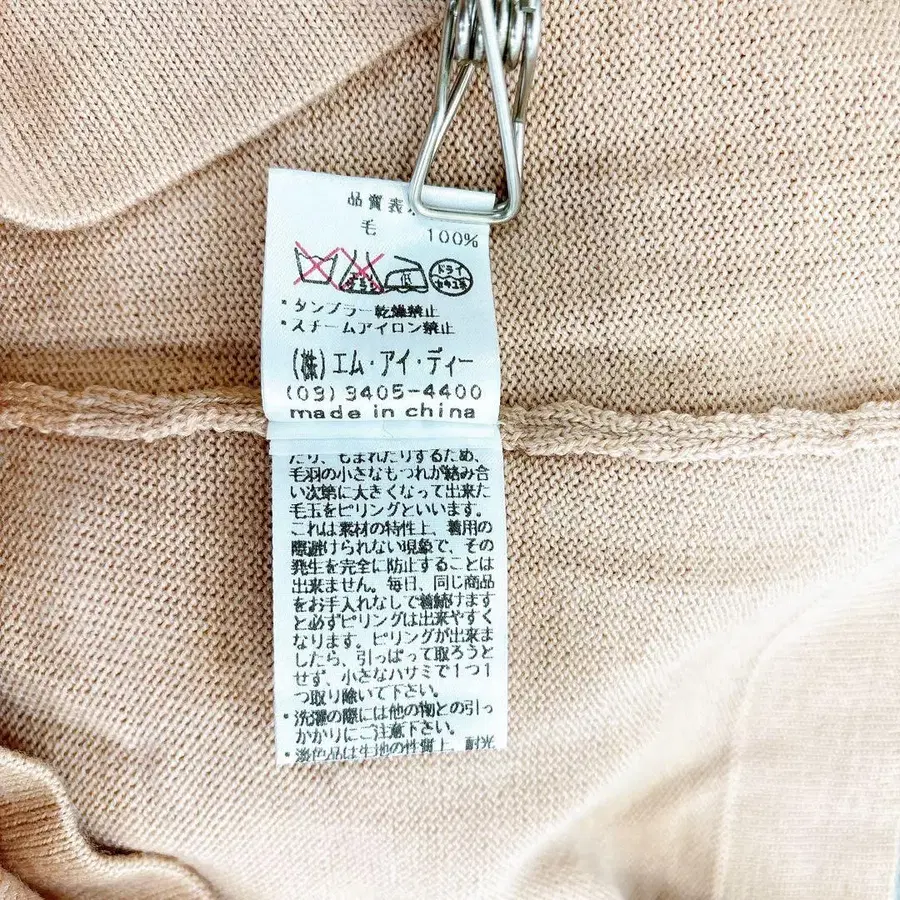 品質表
毛 100%
エンソ サラシ
ドライ
セキユ系
・タンブラー乾燥禁止
・スチームアイロン禁止
(株)エム・アイ・ディー
(03)3405-4400
made in china
たり、もまれたりするため、
毛羽の小さなもつれが絡み合
い次第に大きくなって出来た
毛玉をピリングといいます。
これは素材の特性上、着用の
際避けられない現象で、その
発生を完全に防止することは
出来ません。毎日、同じ商品
をお手入れなしで着続けます
と必ずピリングは出来やすく
なります。ピリングが出来ま
したら、引っぱって取ろうと
せず、小さなハサミで1つ1
つ取り除いて下さい。
・洗濯の際には他の物との引っ
かかりにご注意下さい。
・淡色品は生地の性質上、耐光